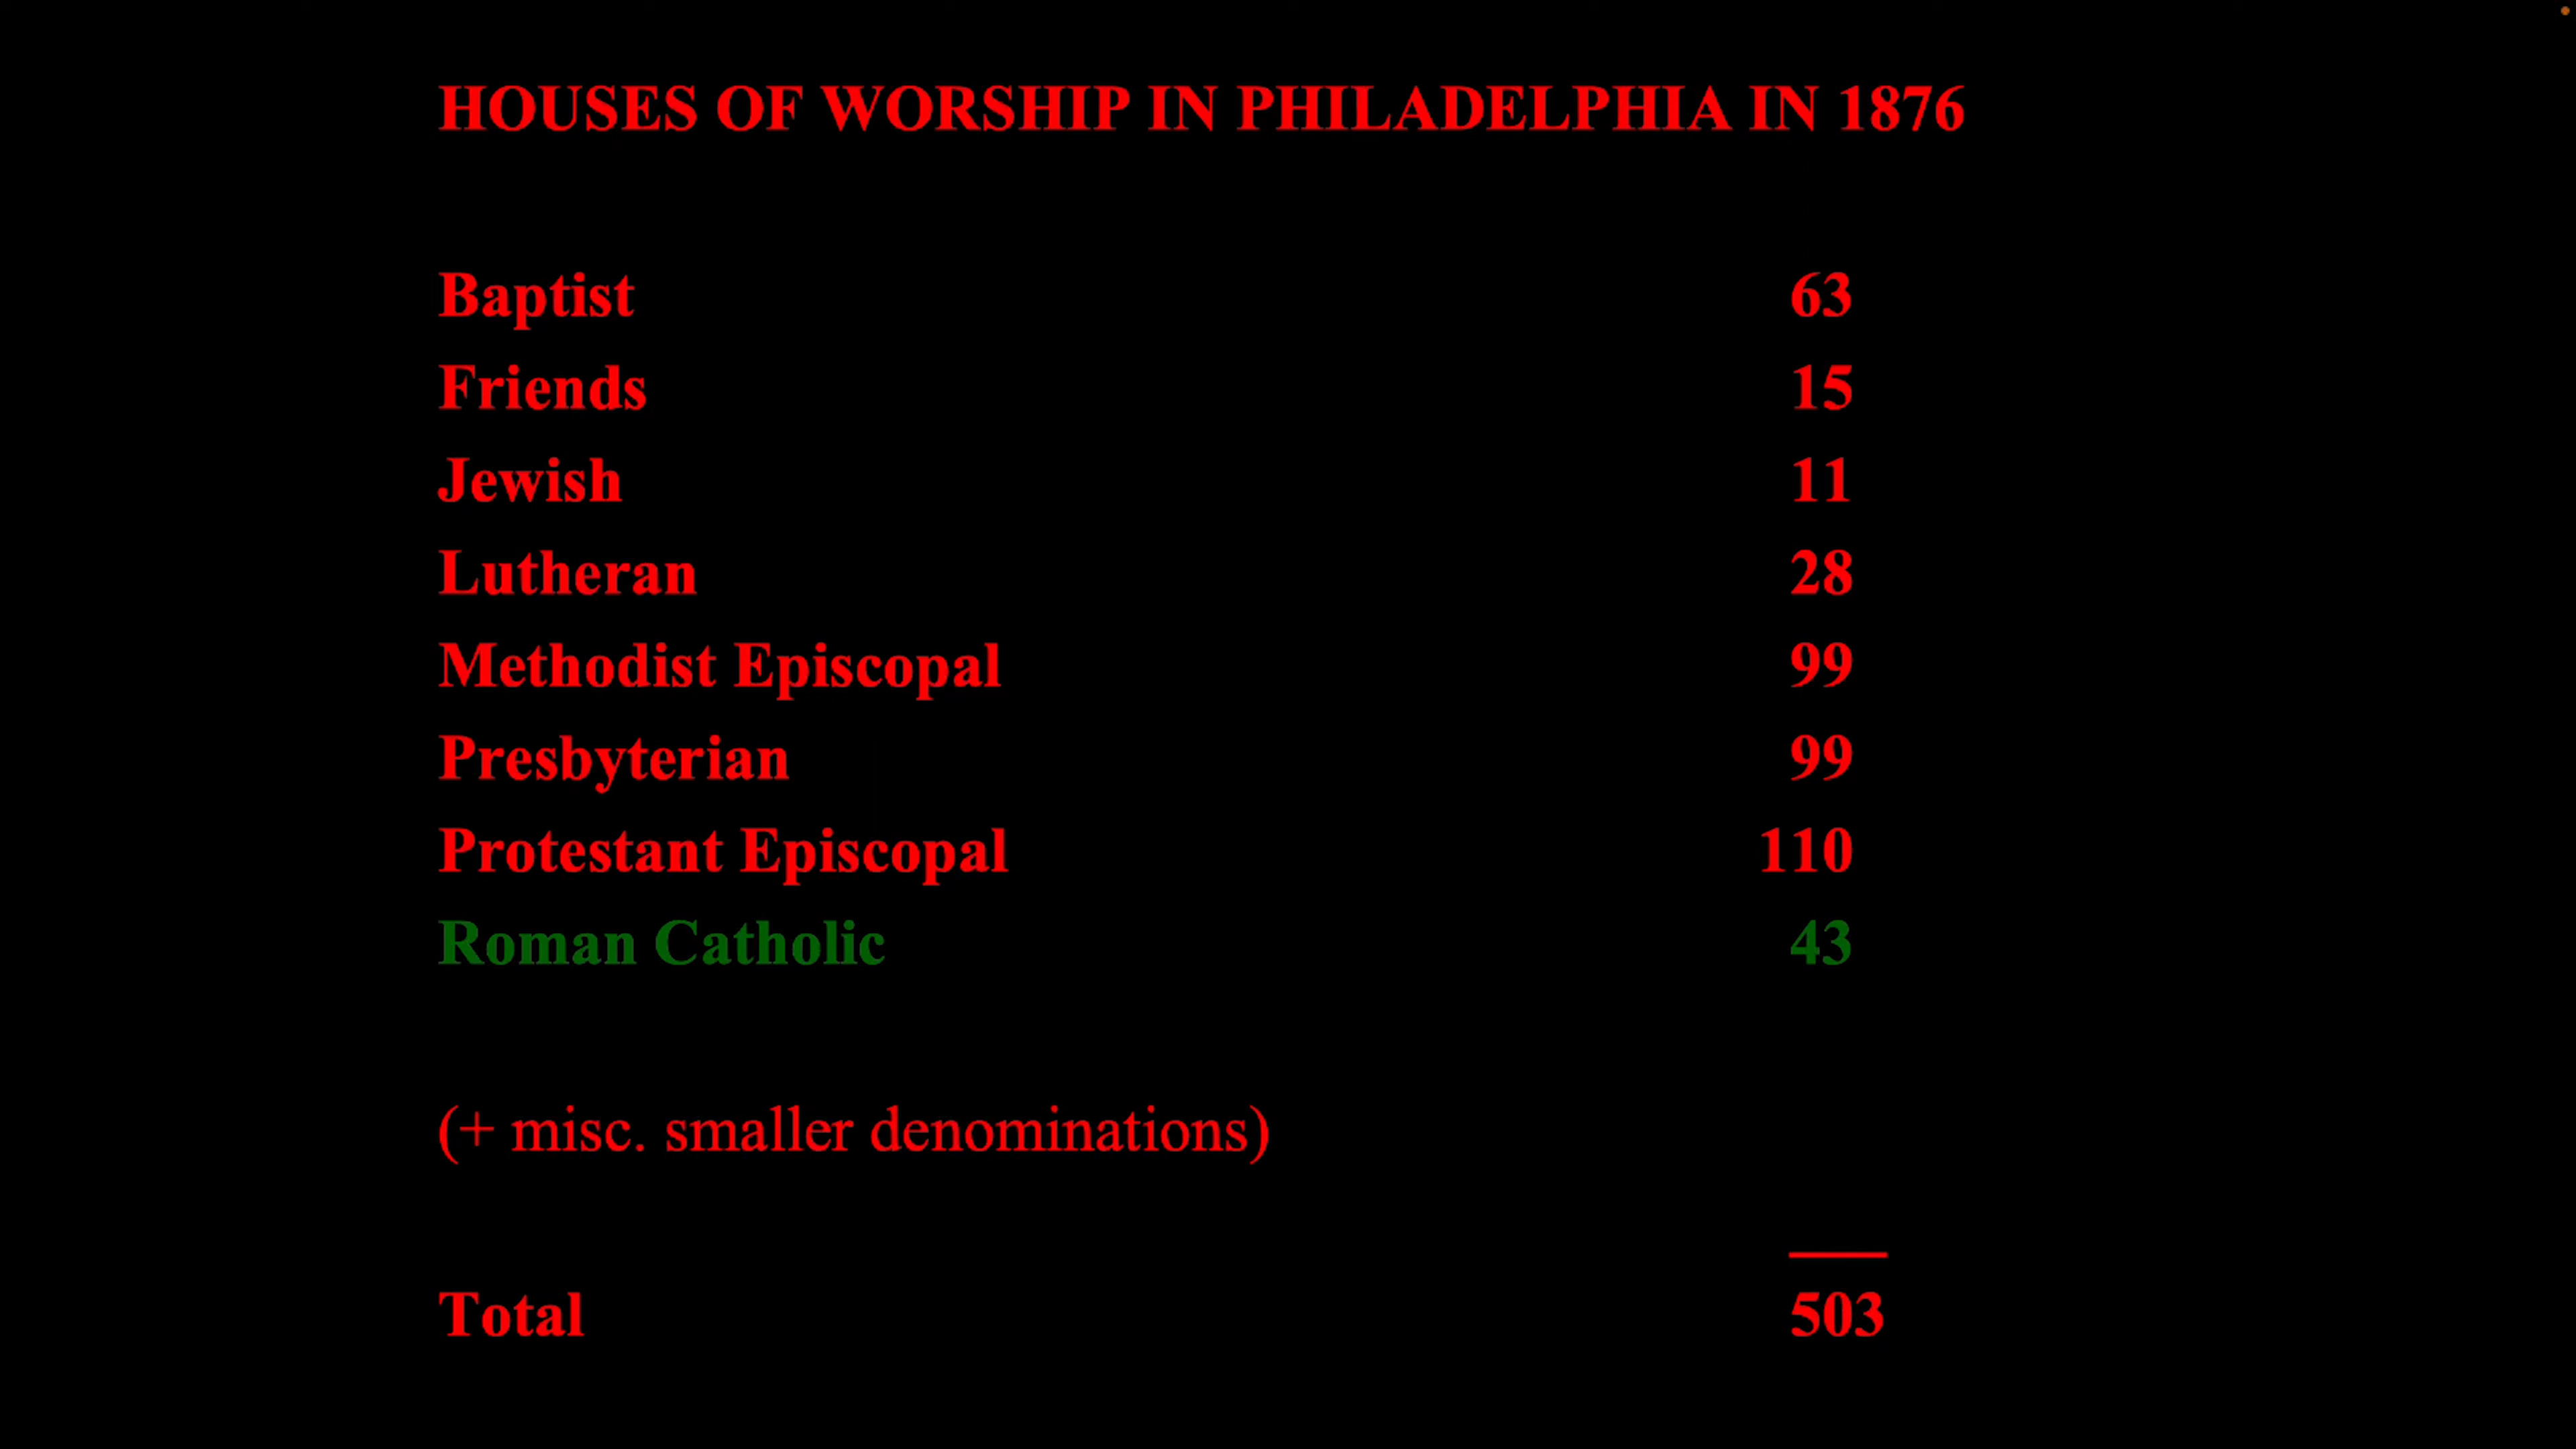 HOUSES OF WORSHIP IN PHILADELPHIA IN 1876
Baptist 63
Friends 15
Jewish 11
Lutheran 28
Methodist Episcopal 99
Presbyterian 99
Protestant Episcopal 110
Roman Catholic 43
(+ misc. smaller denominations)
Total 503